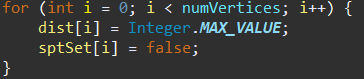 for (int i = 0; i < numVertices; i++) {
dist[i] = Integer.MAX_VALUE;
sptSet[i] = false;
}